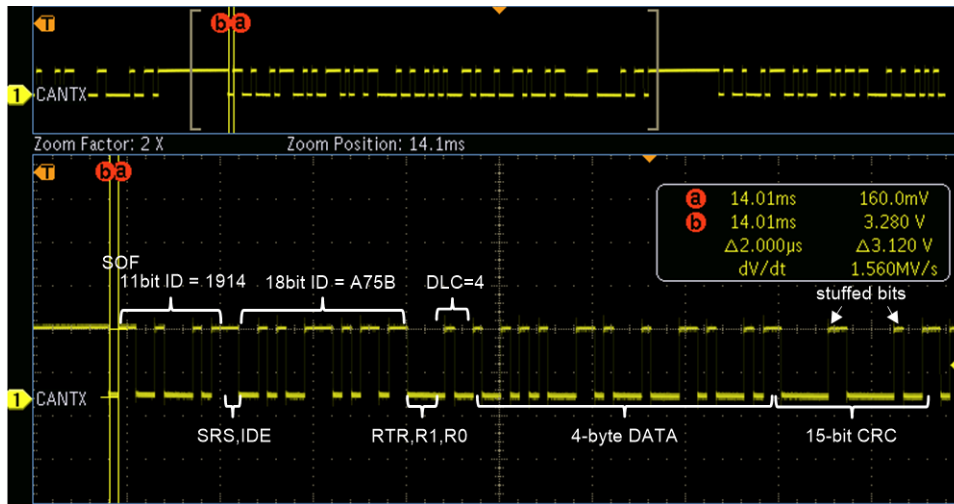 T
b a
1 CANTX
Zoom Factor: 2 X Zoom Position: 14.1ms
T
b a
a 14.01ms 160.0mV
b 14.01ms 3.280 V
Δ2.000µs Δ3.120 V
dV/dt 1.560MV/s
SOF
11bit ID = 1914 18bit ID = A75B DLC=4 stuffed bits
1 CANTX
SRS,IDE RTR,R1,R0 4-byte DATA 15-bit CRC